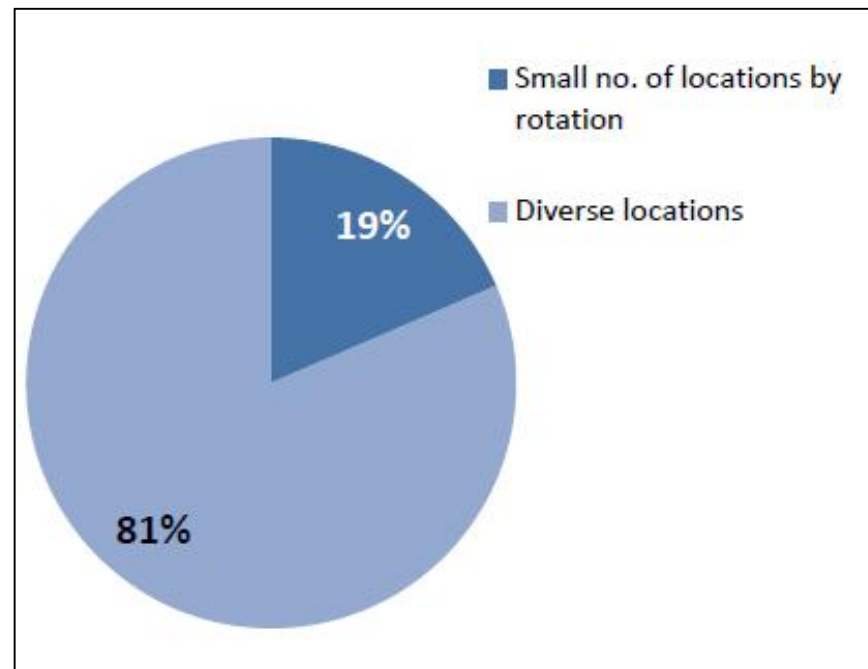 Small no. of locations by
rotation
Diverse locations
19%
81%